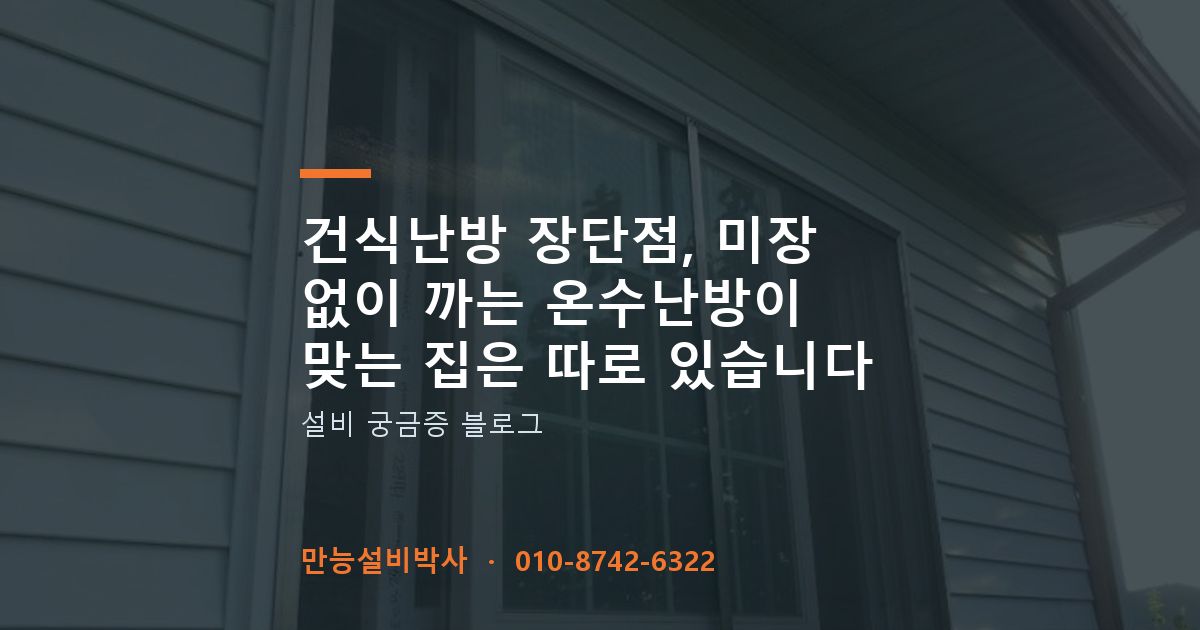 건식난방 장단점, 미장
없이 까는 온수난방이
맞는 집은 따로 있습니다
설비 궁금증 블로그
만능설비박사 · 010-8742-6322